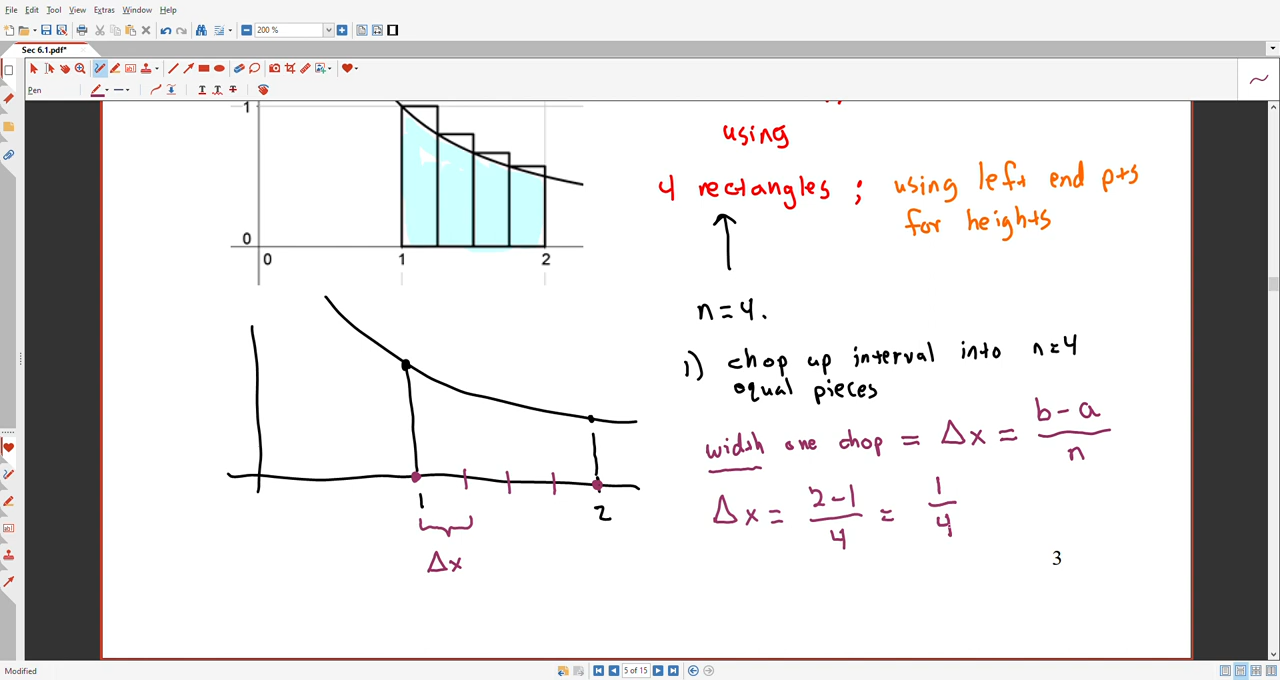 File Edit Tool View Extras Window Help
200 %
Sec 6.1.pdf*
Pen
1
0
0
1
2
using
4 rectangles ; using left end pts
for heights
n = 4.
1) chop up interval into n = 4
equal pieces
width one chop = Δx = b - a / n
Δx = 2 - 1 / 4 = 1 / 4
1
2
Δx
3
Modified
5 of 15